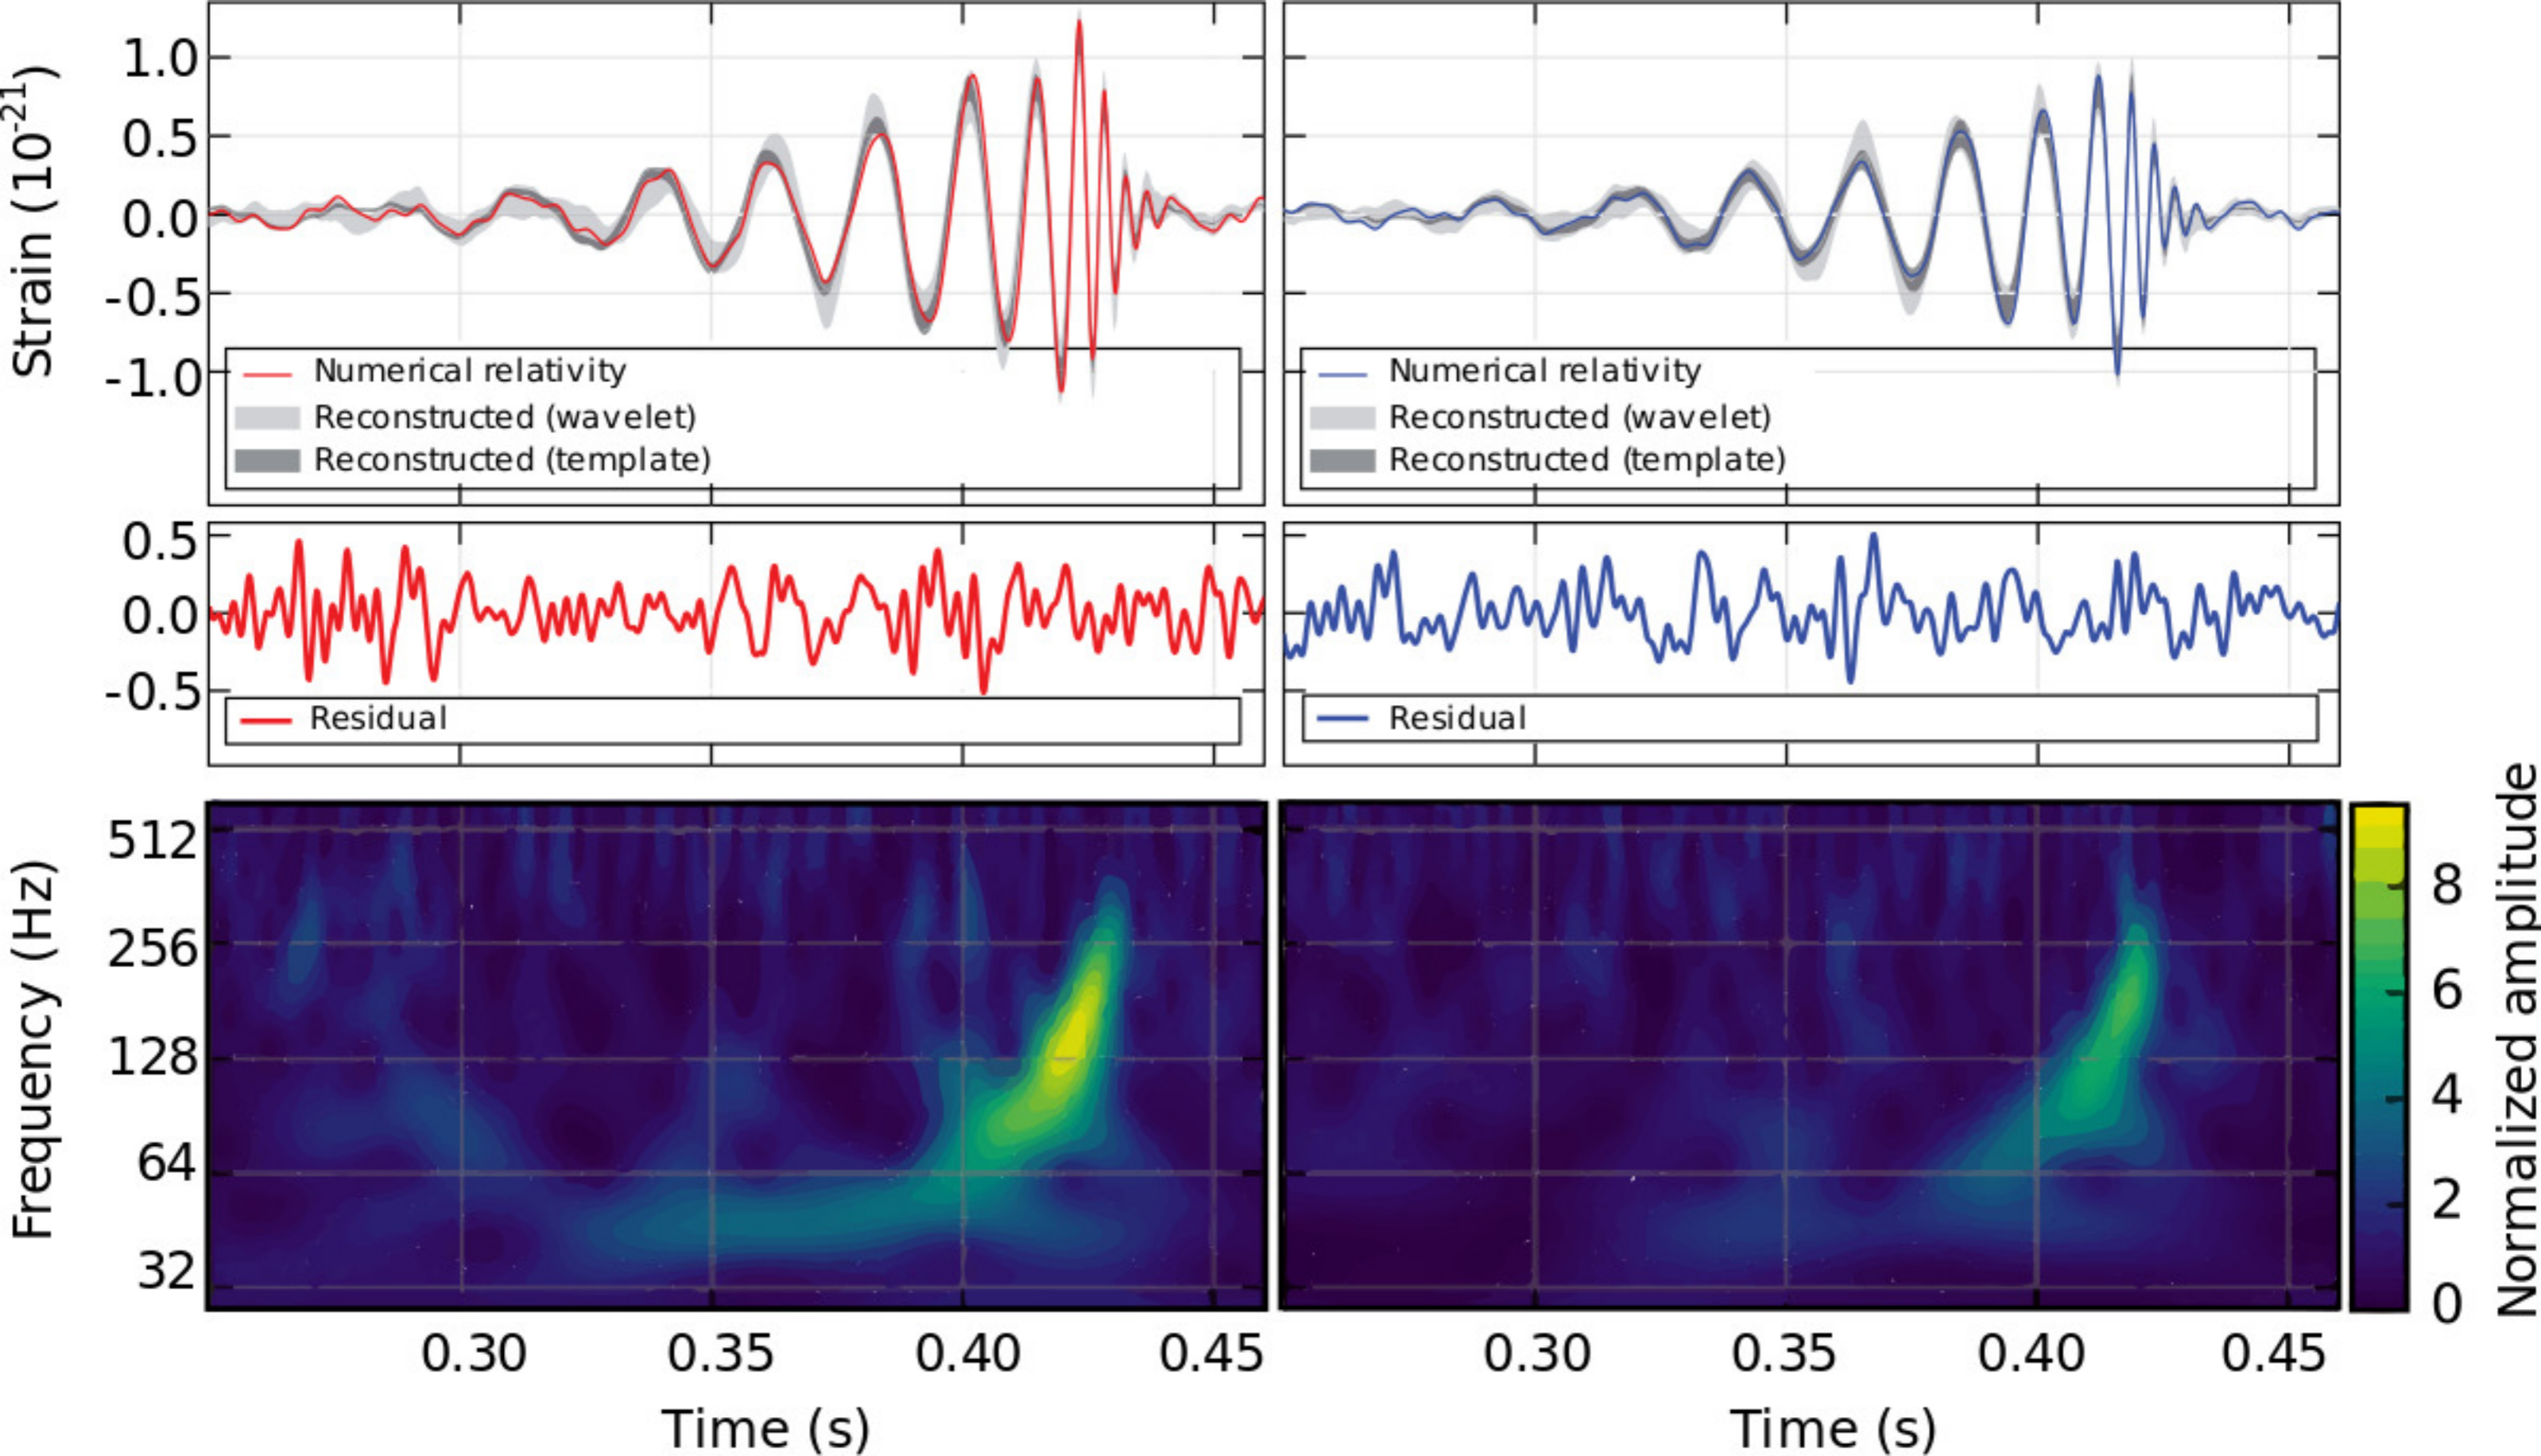 Strain (10-21)
1.0
0.5
0.0
-0.5
-1.0
Numerical relativity
Reconstructed (wavelet)
Reconstructed (template)
Numerical relativity
Reconstructed (wavelet)
Reconstructed (template)
0.5
0.0
-0.5
Residual
Residual
Frequency (Hz)
512
256
128
64
32
Normalized amplitude
8
6
4
2
0
0.30 0.35 0.40 0.45
0.30 0.35 0.40 0.45
Time (s)
Time (s)